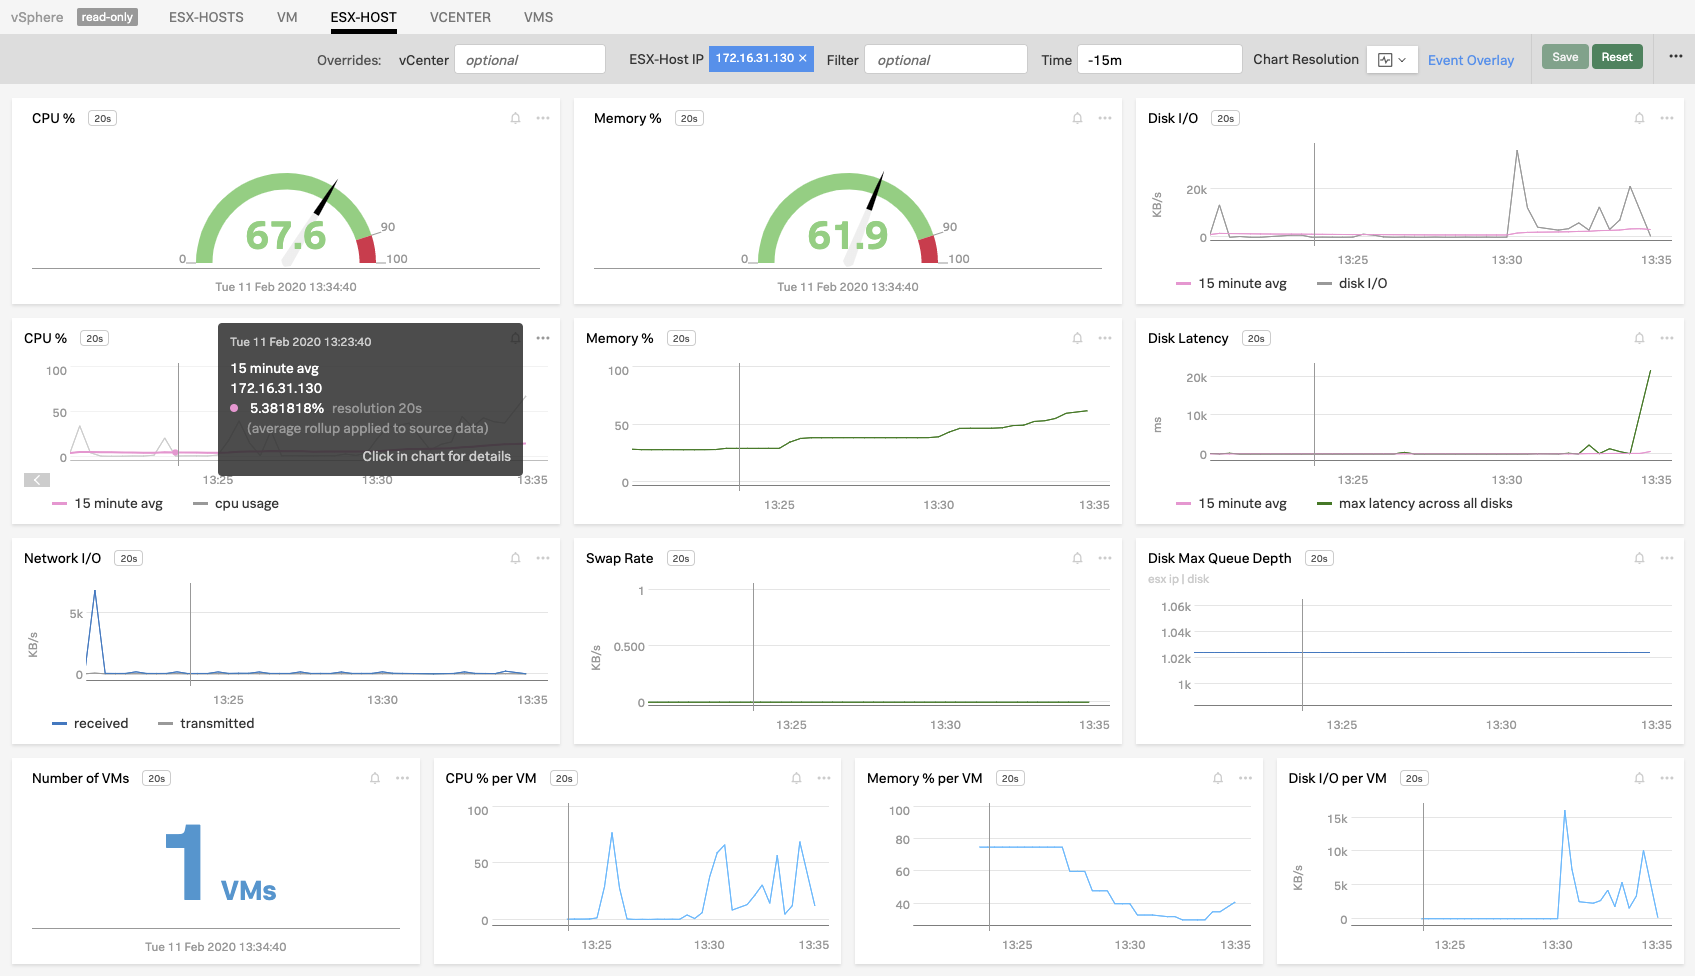 vSphere read-only ESX-HOSTS VM ESX-HOST VCENTER VMS
Overrides: vCenter optional ESX-Host IP 172.16.31.130 × Filter optional Time -15m Chart Resolution Event Overlay Save Reset ...
CPU % 20s
67.6
0 90 100
Tue 11 Feb 2020 13:34:40
Memory % 20s
61.9
0 90 100
Tue 11 Feb 2020 13:34:40
Disk I/O 20s
KB/s
20k
0
13:25 13:30 13:35
15 minute avg disk I/O
CPU % 20s
100
50
0
13:25 13:30 13:35
15 minute avg cpu usage
Tue 11 Feb 2020 13:23:40
15 minute avg
172.16.31.130
5.381818% resolution 20s
(average rollup applied to source data)
Click in chart for details
Memory % 20s
100
50
0
13:25 13:30 13:35
Disk Latency 20s
ms
20k
10k
0
13:25 13:30 13:35
15 minute avg max latency across all disks
Network I/O 20s
KB/s
5k
0
13:25 13:30 13:35
received transmitted
Swap Rate 20s
KB/s
1
0.500
0
13:25 13:30 13:35
Disk Max Queue Depth 20s
esx ip | disk
1.06k
1.04k
1.02k
1k
13:25 13:30 13:35
Number of VMs 20s
1 VMs
Tue 11 Feb 2020 13:34:40
CPU % per VM 20s
100
50
0
13:25 13:30 13:35
Memory % per VM 20s
100
80
60
40
13:25 13:30 13:35
Disk I/O per VM 20s
KB/s
15k
10k
5k
0
13:25 13:30 13:35